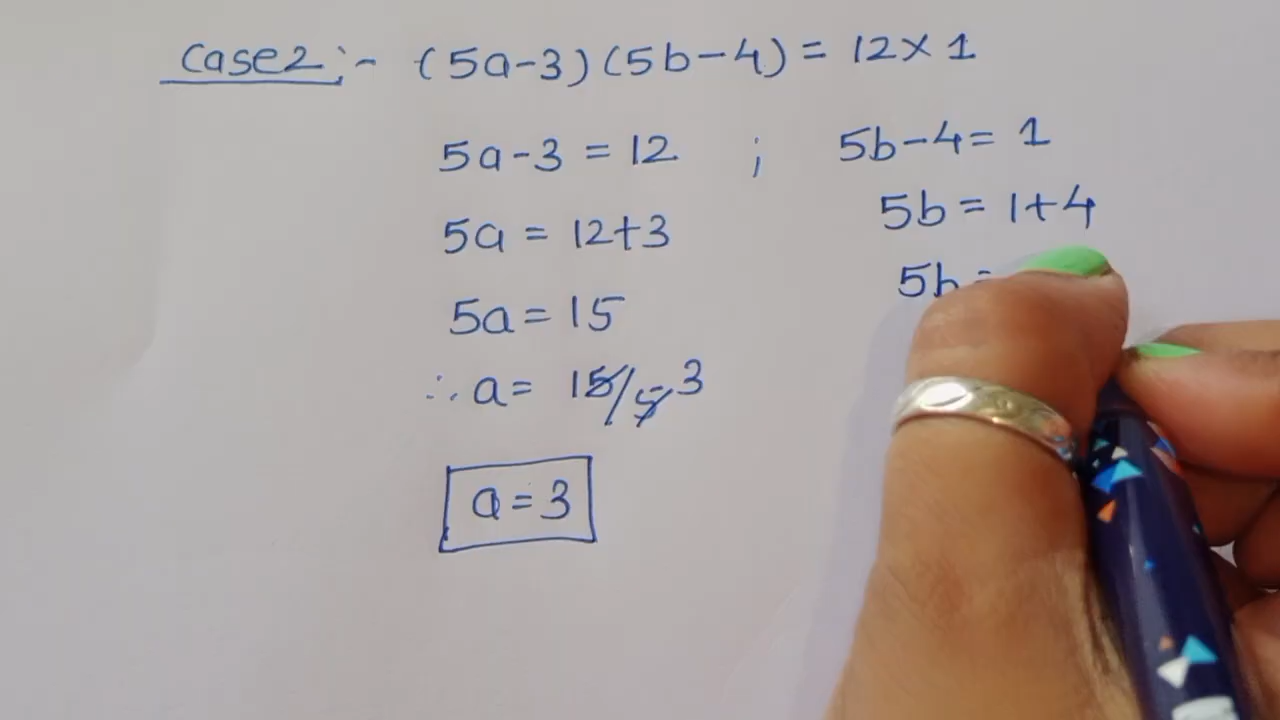 Case2:- (5a-3)(5b-4) = 12×1
5a-3 = 12 ; 5b-4 = 1
5a = 12+3
5b = 1+4
5a = 15
5b =
∴ a = 15/5 3
a = 3